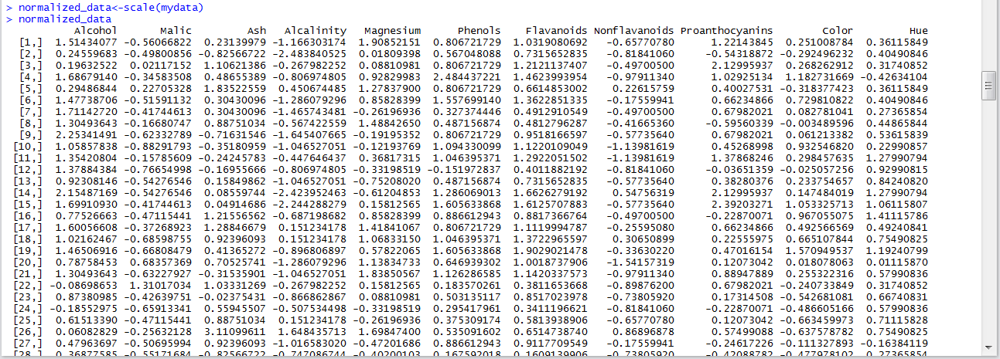 > normalized_data<-scale(mydata)
> normalized_data
Alcohol Malic Ash Alcalinity Magnesium Phenols Flavanoids Nonflavanoids Proanthocyanins Color Hue
[1,] 1.51434077 -0.56066822 0.23139979 -1.166303174 1.90852151 0.806721729 1.0319080692 -0.65770780 1.22143845 0.251008784 0.36115849
[2,] 0.24559683 -0.49800856 -0.82566722 -2.483840525 0.01809398 0.567048088 0.7315652835 -0.81841060 -0.54318872 -0.292496232 0.40490846
[3,] 0.19632522 0.02117152 1.10621386 -0.267982252 0.08810981 0.806721729 1.2121137407 -0.49700500 2.12995937 0.268262912 0.31740852
[4,] 1.68679140 -0.34583508 0.48655389 -0.806974805 0.92829983 2.484437221 1.4623993954 -0.97911340 1.02925134 1.182731669 -0.42634104
[5,] 0.29486844 0.22705328 1.83522559 0.450674485 1.27837900 0.806721729 0.6614853002 0.22615759 0.40027531 -0.318377423 0.36115849
[6,] 1.47738706 -0.51591132 0.30430096 -1.286079296 0.85828399 1.557699140 1.3622851335 -0.17559941 0.66234866 0.729810822 0.40490846
[7,] 1.71142720 -0.41744613 0.30430096 -1.465743481 -0.26196936 0.327374446 0.4912910549 -0.49700500 0.67982021 0.082781041 0.27365854
[8,] 1.30493643 -0.16680747 0.88751034 -0.567422559 1.48842650 0.487156874 0.4812796287 -0.41665360 -0.59560339 -0.003489596 0.44865844
[9,] 2.25341491 -0.62332789 -0.71631546 -1.645407665 -0.19195352 0.806721729 0.9518166597 -0.57735640 0.67982021 0.061213382 0.53615839
[10,] 1.05857838 -0.88291793 -0.35180959 -1.046527051 -0.12193769 1.094330099 1.1220109049 -1.13981619 0.45268998 0.932546820 0.22990857
[11,] 1.35420804 -0.15785609 -0.24245783 -0.447646437 0.36817315 1.046395371 1.2922051502 -1.13981619 1.37868246 0.298457635 1.27990794
[12,] 1.37884384 -0.76654998 -0.16955666 -0.806974805 -0.33198519 -0.151972837 0.4011882192 -0.81841060 -0.03651359 -0.025057256 0.92990815
[13,] 0.92308146 -0.54276546 0.15849862 -1.046527051 -0.75208020 0.487156874 0.7315652835 -0.57735640 0.38280376 0.233754657 0.84240820
[14,] 2.15487169 -0.54276546 0.08559744 -2.423952463 -0.61204853 1.286069013 1.6626279192 0.54756319 2.12995937 0.147484019 1.27990794
[15,] 1.69910930 -0.41744613 0.04914686 -2.244288279 0.15812565 1.605633868 1.6125707883 -0.57735640 2.39203271 1.053325713 1.06115807
[16,] 0.77526663 -0.47115441 1.21556562 -0.687198682 0.85828399 0.886612943 0.8817366764 -0.49700500 -0.22870071 0.967055075 1.41115786
[17,] 1.60056608 -0.37268923 1.28846679 0.151234178 1.41841067 0.806721729 1.1119994787 -0.25595080 0.66234866 0.492566569 0.49240841
[18,] 1.02162467 -0.68598755 0.92396093 0.151234178 1.06833150 1.046395371 1.3722965597 0.30650899 0.22555975 0.665107844 0.75490825
[19,] 1.46506916 -0.66808479 0.41365272 -0.896806897 0.57822065 1.605633868 1.9029021478 -0.33630220 0.47016154 1.570949537 1.19240799
[20,] 0.78758453 0.68357369 0.70525741 -1.286079296 1.13834733 0.646939302 1.0018737906 -1.54157319 0.12073042 0.018078063 0.01115870
[21,] 1.30493643 -0.63227927 -0.31535901 -1.046527051 1.83850567 1.126286585 1.1420337573 -0.97911340 0.88947889 0.255322316 0.57990836
[22,] -0.08698653 1.31017034 1.03331269 -0.267982252 0.15812565 0.183570261 0.3811653668 -0.89876200 0.67982021 -0.240733849 0.31740852
[23,] 0.87380985 -0.42639751 -0.02375431 -0.866862867 0.08810981 0.503135117 0.8517023978 -0.73805920 0.17314508 -0.542681081 0.66740831
[24,] -0.18552975 -0.65913341 0.55945507 -0.507534498 -0.33198519 0.295417961 0.3411196621 -0.81841060 -0.22870071 -0.486605166 0.57990836
[25,] 0.61513390 -0.47115441 0.88751034 0.151234178 -0.26196936 0.375309174 0.5813938906 -0.65770780 0.12073042 -0.663459973 0.71115828
[26,] 0.06082829 -0.25632128 3.11099611 1.648435713 1.69847400 0.535091602 0.6514738740 0.86896878 0.57499088 -0.637578782 0.75490825
[27,] 0.47963697 -0.50695994 0.92396093 -1.016583020 -0.47201686 0.886612943 0.9117709549 -0.17559941 -0.24617226 -0.111327893 -0.16384119
[28,] 0.36877585 -0.55171684 -0.82566722 -0.747086744 -0.40200103 0.167592018 0.1609139906 -0.73805920 -0.42088782 -0.477978102 0.27365854